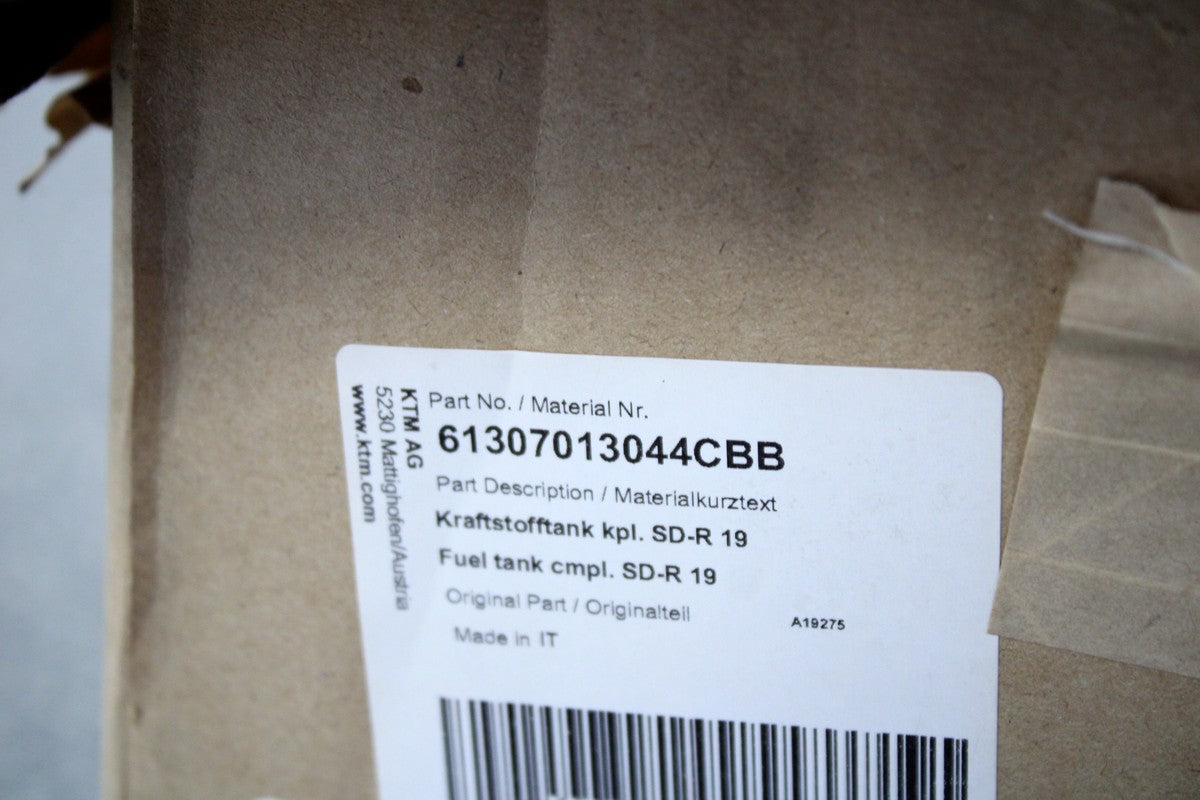 KTM AG
5230 Mattighofen/Austria
www.ktm.com
Part No. / Material Nr.
61307013044CBB
Part Description / Materialkurztext
Kraftstofftank kpl. SD-R 19
Fuel tank cmpl. SD-R 19
Original Part / Originalteil
A19275
Made in IT